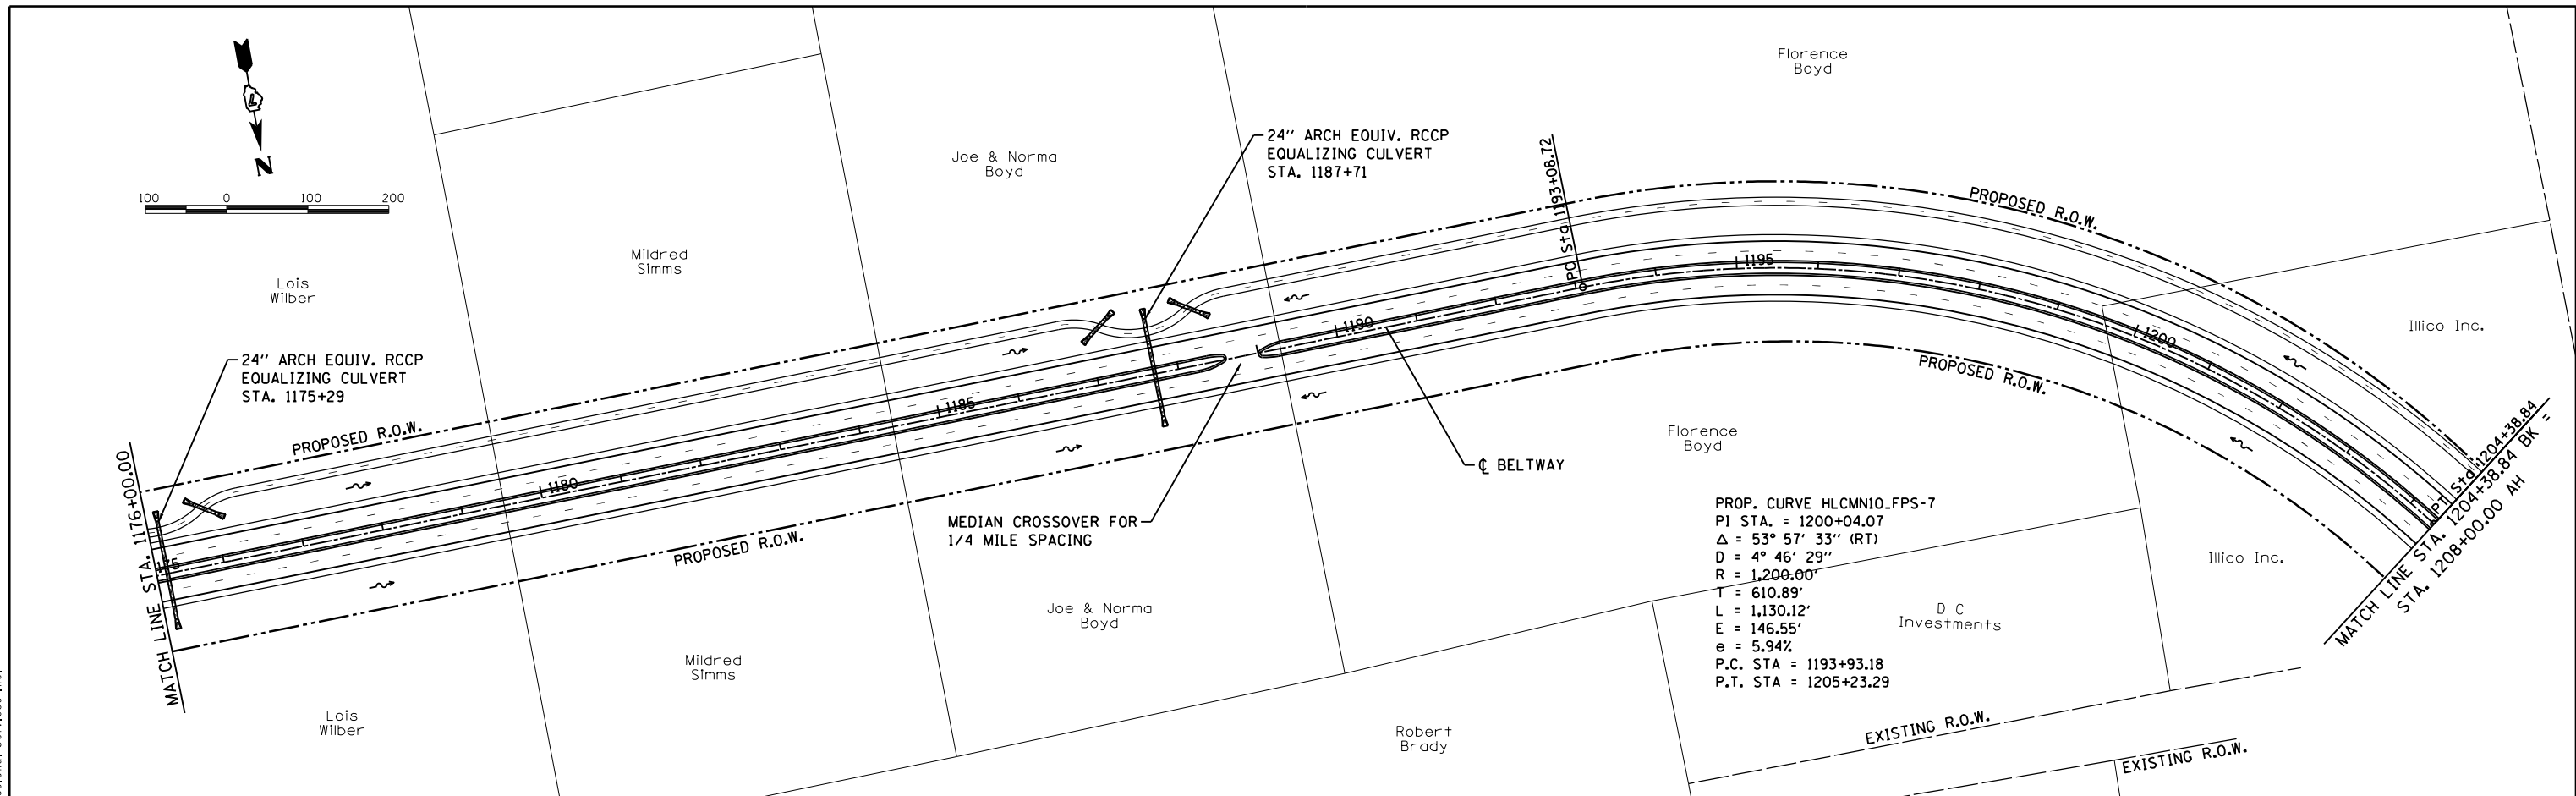 Florence
Boyd
24'' ARCH EQUIV. RCCP
EQUALIZING CULVERT
STA. 1187+71
PC Sta 1193+08.72
Joe & Norma
Boyd
L
N
100 0 100 200
PROPOSED R.O.W.
Mildred
Simms
Lois
Wilber
1195
1190
1200
Illico Inc.
24'' ARCH EQUIV. RCCP
EQUALIZING CULVERT
STA. 1175+29
PROPOSED R.O.W.
PROPOSED R.O.W.
1185
1180
MATCH LINE STA. 1176+00.00
Florence
Boyd
℄ BELTWAY
PT Sta 1204+38.84
MATCH LINE STA. 1204+38.84 BK =
STA. 1208+00.00 AH
MEDIAN CROSSOVER FOR
1/4 MILE SPACING
PROPOSED R.O.W.
PROP. CURVE HLCMN10_FPS-7
PI STA. = 1200+04.07
Δ = 53° 57' 33'' (RT)
D = 4° 46' 29''
R = 1,200.00'
T = 610.89'
L = 1,130.12'
E = 146.55'
e = 5.94%
P.C. STA = 1193+93.18
P.T. STA = 1205+23.29
Illico Inc.
Joe & Norma
Boyd
D C
Investments
Mildred
Simms
Lois
Wilber
Robert
Brady
EXISTING R.O.W.
EXISTING R.O.W.